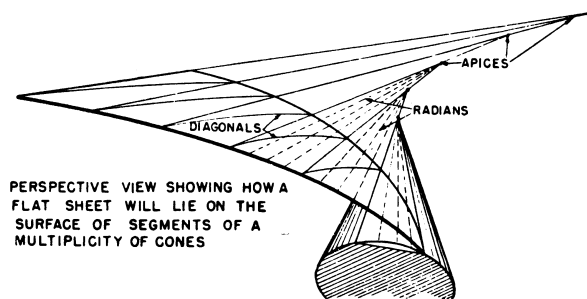 APICES
RADIANS
DIAGONALS
PERSPECTIVE VIEW SHOWING HOW A
FLAT SHEET WILL LIE ON THE
SURFACE OF SEGMENTS OF A
MULTIPLICITY OF CONES